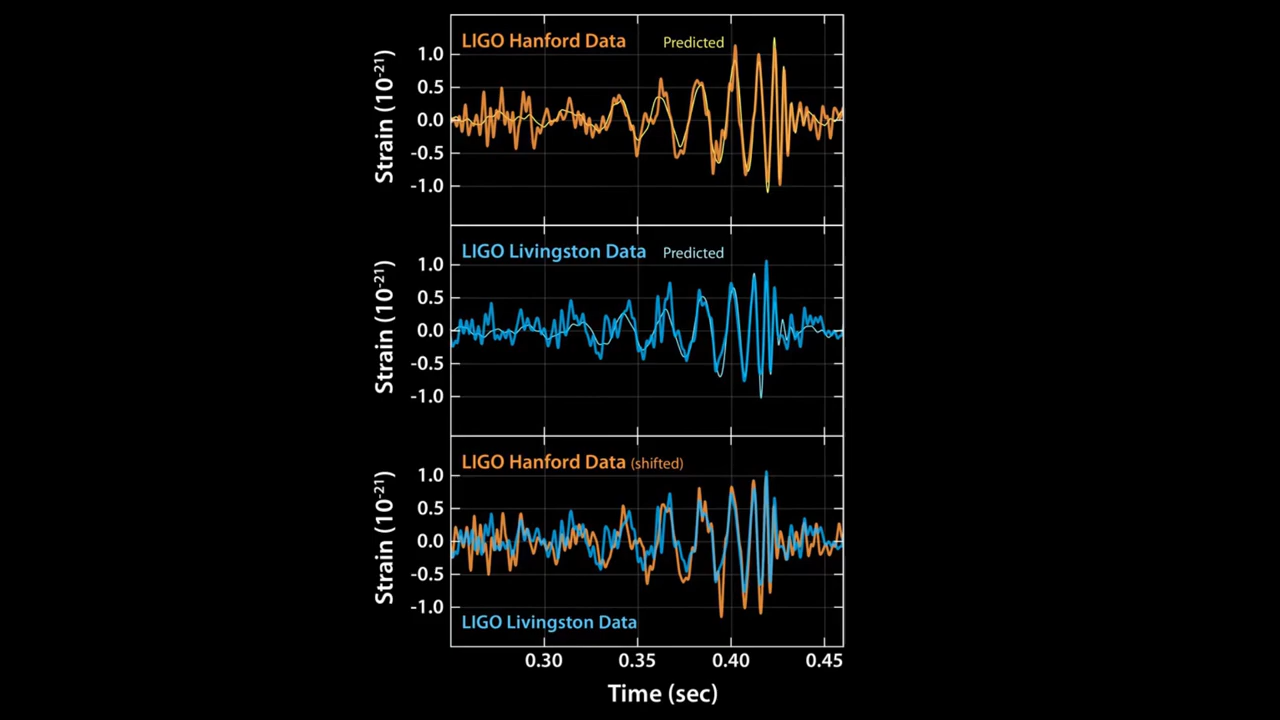 LIGO Hanford Data Predicted
1.0
0.5
0.0
-0.5
-1.0
Strain (10⁻²¹)
LIGO Livingston Data Predicted
1.0
0.5
0.0
-0.5
-1.0
Strain (10⁻²¹)
LIGO Hanford Data (shifted)
1.0
0.5
0.0
-0.5
-1.0
Strain (10⁻²¹)
LIGO Livingston Data
0.30 0.35 0.40 0.45
Time (sec)